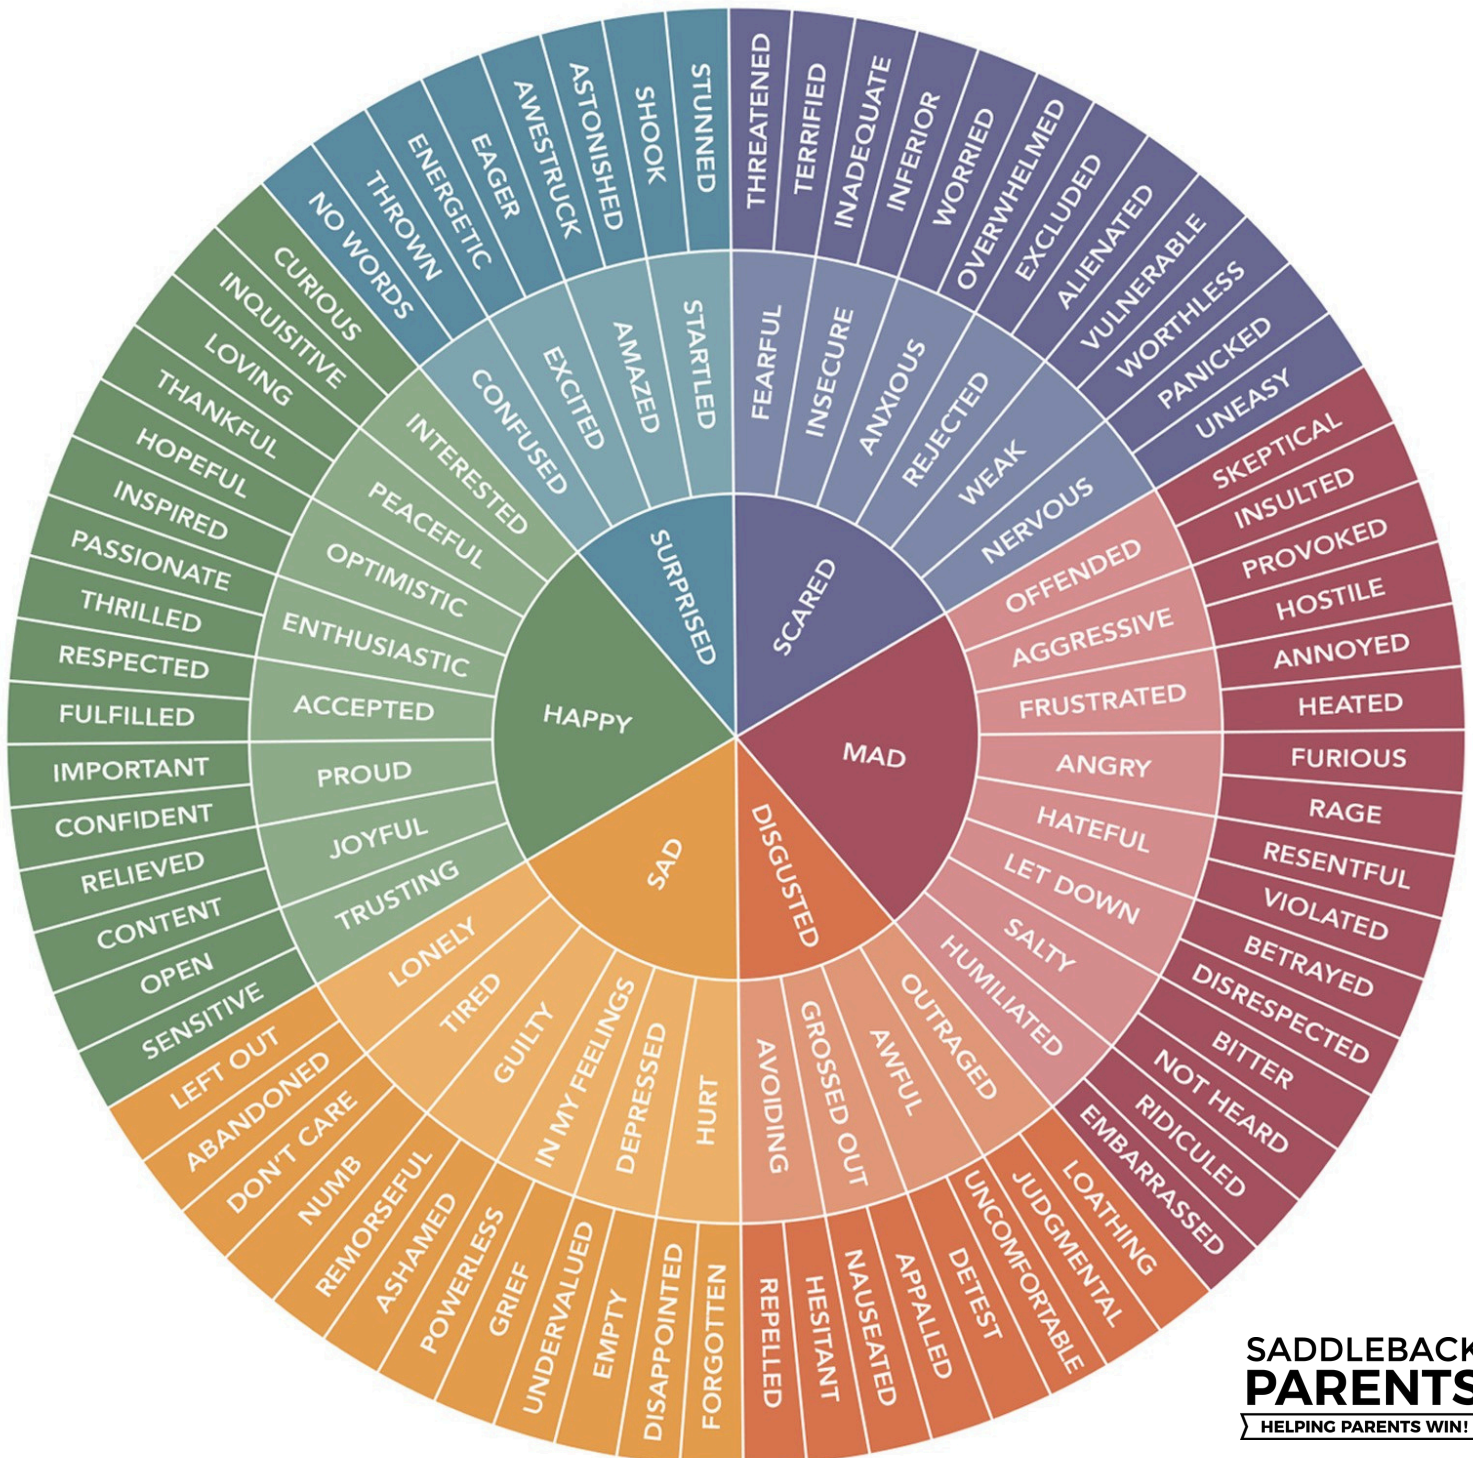 SURPRISED
SCARED
MAD
DISGUSTED
SAD
HAPPY
CONFUSED
EXCITED
AMAZED
STARTLED
FEARFUL
INSECURE
ANXIOUS
REJECTED
WEAK
NERVOUS
OFFENDED
AGGRESSIVE
FRUSTRATED
ANGRY
HATEFUL
LET DOWN
SALTY
HUMILIATED
OUTRAGED
AWFUL
GROSSED OUT
AVOIDING
HURT
DEPRESSED
IN MY FEELINGS
GUILTY
TIRED
LONELY
TRUSTING
JOYFUL
PROUD
ACCEPTED
ENTHUSIASTIC
OPTIMISTIC
PEACEFUL
INTERESTED
NO WORDS
THROWN
ENERGETIC
EAGER
AWESTRUCK
ASTONISHED
SHOOK
STUNNED
THREATENED
TERRIFIED
INADEQUATE
INFERIOR
WORRIED
OVERWHELMED
EXCLUDED
ALIENATED
VULNERABLE
WORTHLESS
PANICKED
UNEASY
SKEPTICAL
INSULTED
PROVOKED
HOSTILE
ANNOYED
HEATED
FURIOUS
RAGE
RESENTFUL
VIOLATED
BETRAYED
DISRESPECTED
BITTER
NOT HEARD
RIDICULED
EMBARRASSED
LOATHING
JUDGMENTAL
UNCOMFORTABLE
DETEST
APPALLED
NAUSEATED
HESITANT
REPELLED
FORGOTTEN
DISAPPOINTED
EMPTY
UNDERVALUED
GRIEF
POWERLESS
ASHAMED
REMORSEFUL
NUMB
DON'T CARE
ABANDONED
LEFT OUT
SENSITIVE
OPEN
CONTENT
RELIEVED
CONFIDENT
IMPORTANT
FULFILLED
RESPECTED
THRILLED
PASSIONATE
INSPIRED
HOPEFUL
THANKFUL
LOVING
INQUISITIVE
CURIOUS
SADDLEBACK
PARENTS
HELPING PARENTS WIN!